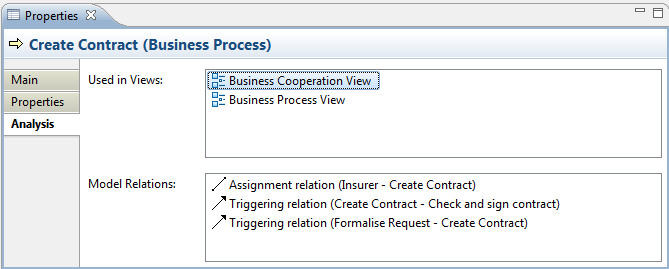 Properties
Create Contract (Business Process)
Main
Properties
Analysis
Used in Views:
Business Cooperation View
Business Process View
Model Relations:
Assignment relation (Insurer - Create Contract)
Triggering relation (Create Contract - Check and sign contract)
Triggering relation (Formalise Request - Create Contract)